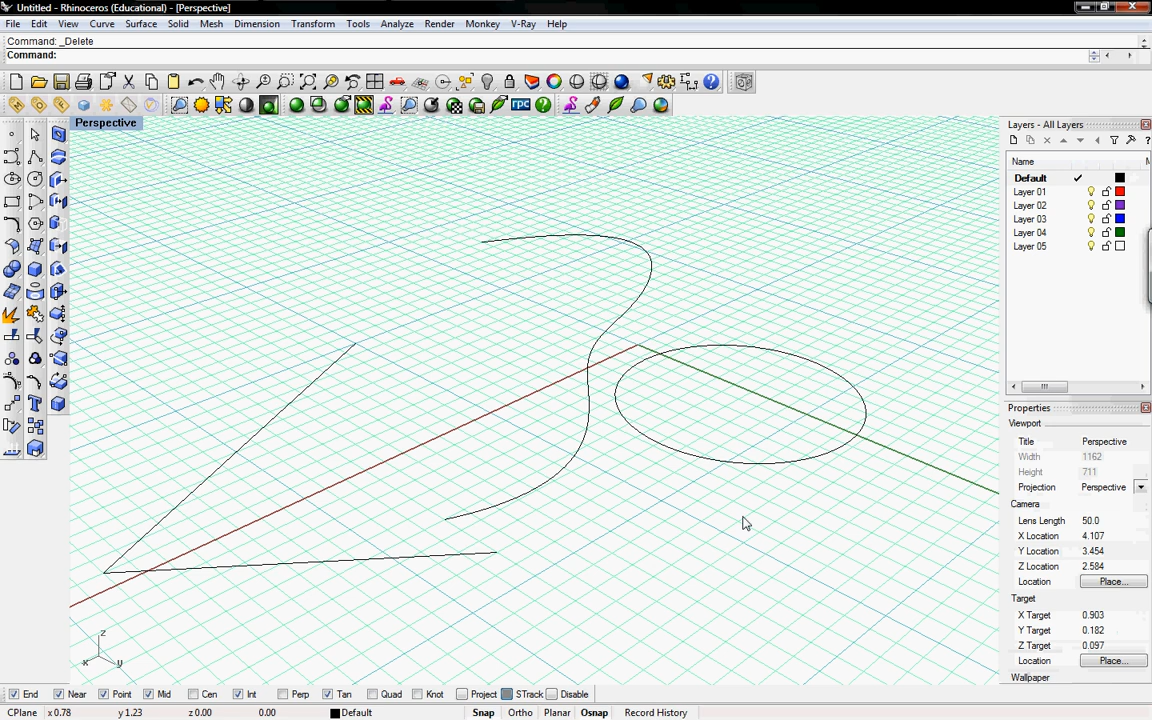 Untitled - Rhinoceros (Educational) - [Perspective]
File Edit View Curve Surface Solid Mesh Dimension Transform Tools Analyze Render Monkey V-Ray Help
Command: _Delete
Command:
rpc
Perspective
Layers - All Layers
Name M
Default
Layer 01
Layer 02
Layer 03
Layer 04
Layer 05
Properties
Viewport
Title Perspective
Width 1162
Height 711
Projection Perspective
Camera
Lens Length 50.0
X Location 4.107
Y Location 3.454
Z Location 2.584
Location Place...
Target
X Target 0.903
Y Target 0.182
Z Target 0.097
Location Place...
Wallpaper
z
x y
End Near Point Mid Cen Int Perp Tan Quad Knot Project STrack Disable
CPlane x 0.78 y 1.23 z 0.00 0.00 Default Snap Ortho Planar Osnap Record History